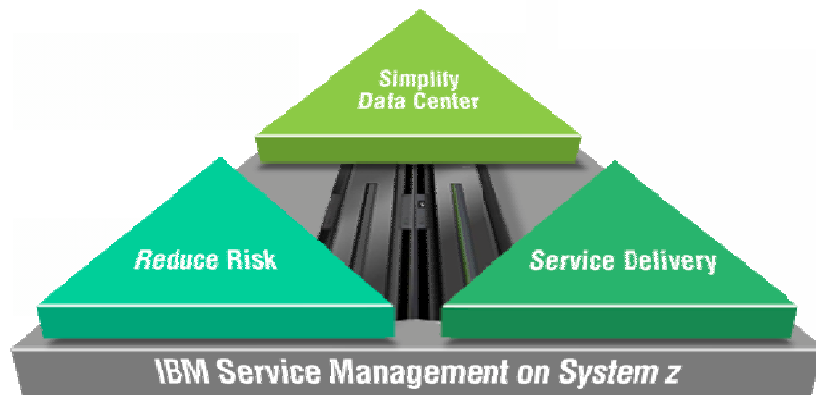 Simplify
Data Center
Reduce Risk
Service Delivery
IBM Service Management on System z